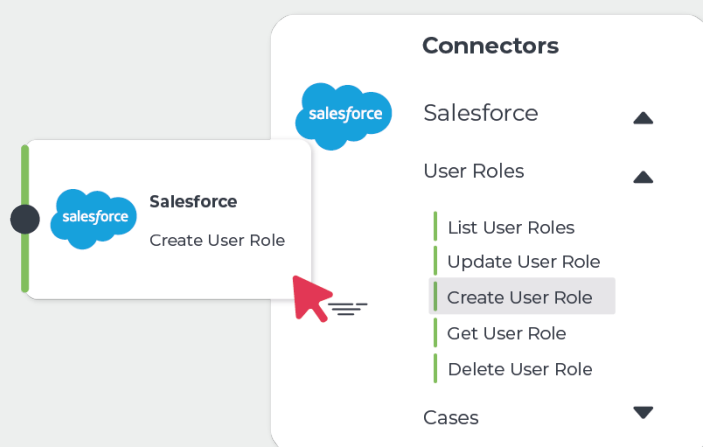 Connectors
salesforce
Salesforce
User Roles
List User Roles
Update User Role
Create User Role
Get User Role
Delete User Role
Cases
salesforce
Salesforce
Create User Role